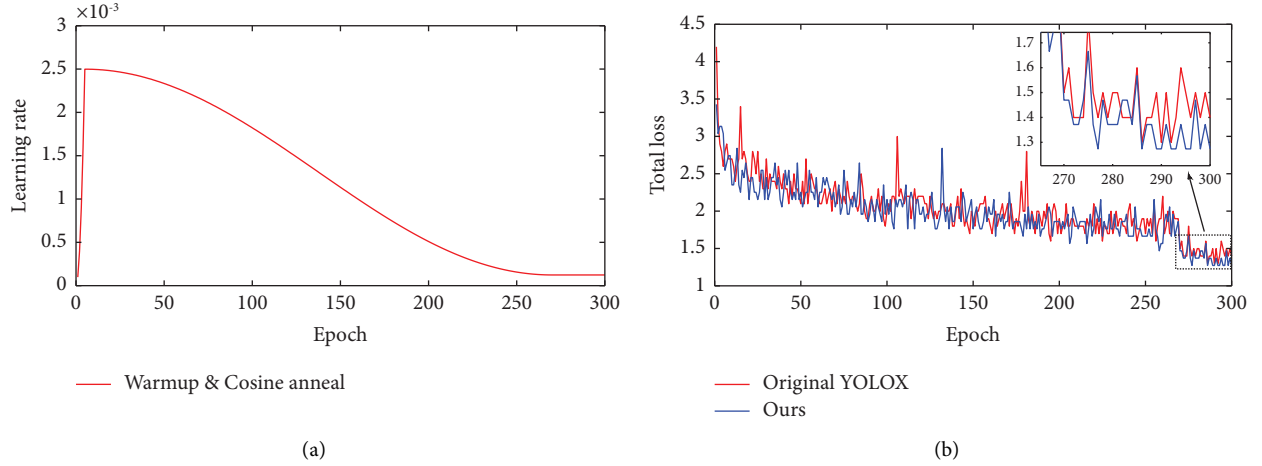 × 10⁻³
3
2.5
2
1.5
1
0.5
0
0 50 100 150 200 250 300
Learning rate
Epoch
Warmup & Cosine anneal
(a)
4.5
4
3.5
3
2.5
2
1.5
1
0 50 100 150 200 250 300
Total loss
Epoch
1.7
1.6
1.5
1.4
1.3
270 280 290 300
Original YOLOX
Ours
(b)